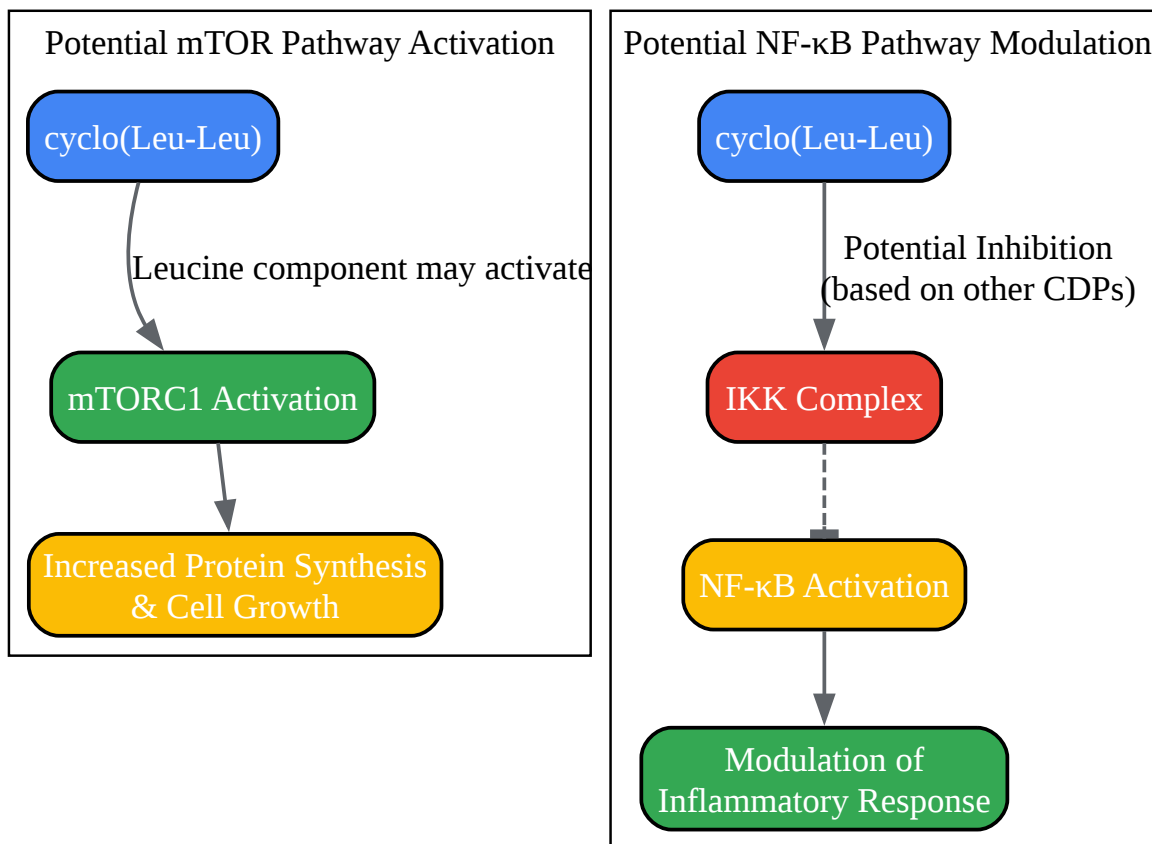 Potential mTOR Pathway Activation
cyclo(Leu-Leu)
Leucine component may activate
mTORC1 Activation
Increased Protein Synthesis
& Cell Growth
Potential NF-κB Pathway Modulation
cyclo(Leu-Leu)
Potential Inhibition
(based on other CDPs)
IKK Complex
NF-κB Activation
Modulation of
Inflammatory Response